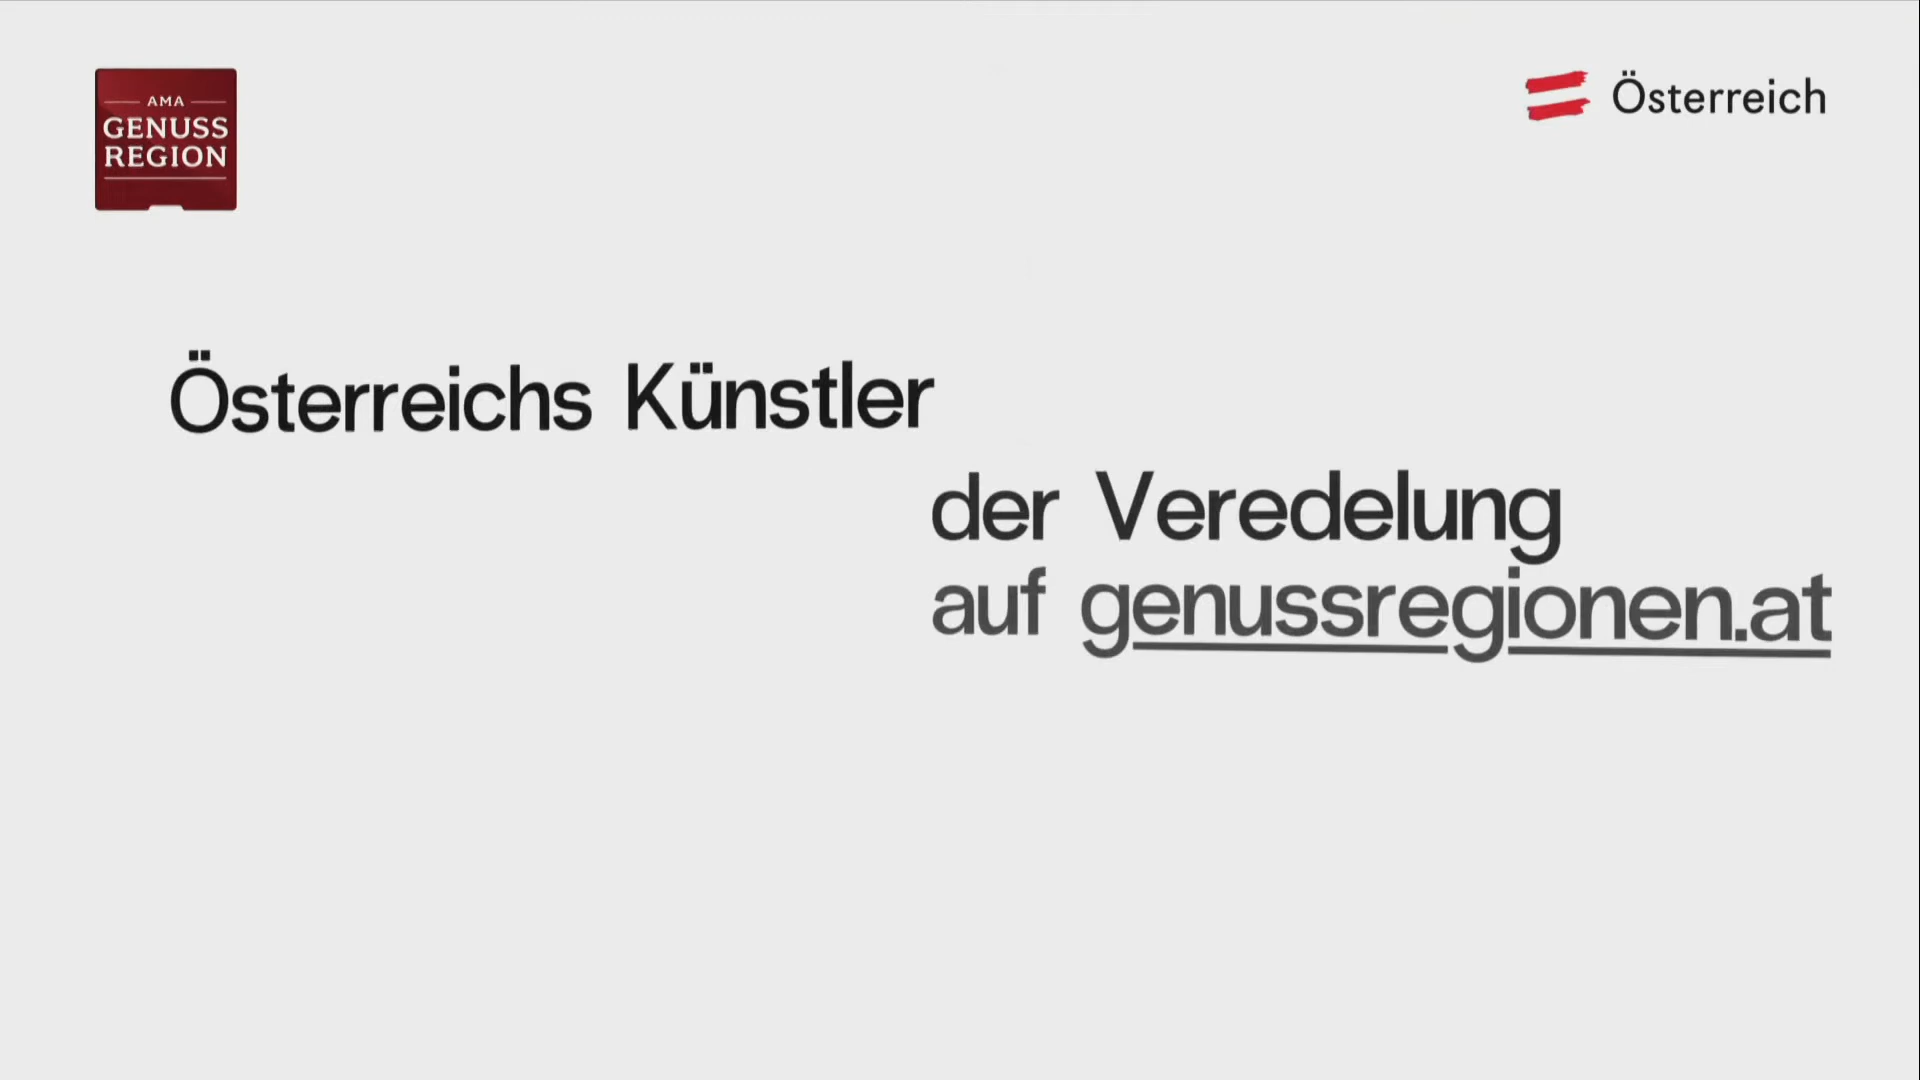 AMA
GENUSS
REGION
Österreich
Österreichs Künstler
der Veredelung
auf genussregionen.at